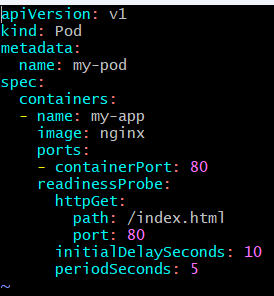 apiVersion: v1
kind: Pod
metadata:
  name: my-pod
spec:
  containers:
  - name: my-app
    image: nginx
    ports:
    - containerPort: 80
    readinessProbe:
      httpGet:
        path: /index.html
        port: 80
      initialDelaySeconds: 10
      periodSeconds: 5
~